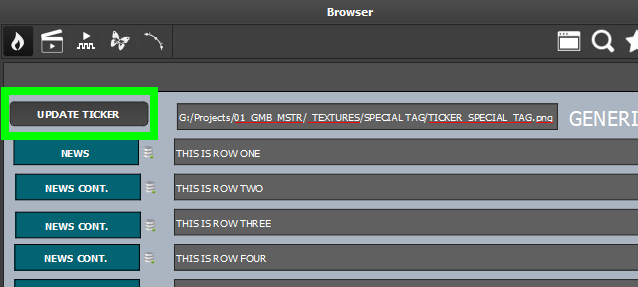 Browser
UPDATE TICKER
G:/Projects/01_GMB_MSTR/_TEXTURES/SPECIAL TAG/TICKER_SPECIAL_TAG.png
GENERI
NEWS
THIS IS ROW ONE
NEWS CONT.
THIS IS ROW TWO
NEWS CONT.
THIS IS ROW THREE
NEWS CONT.
THIS IS ROW FOUR